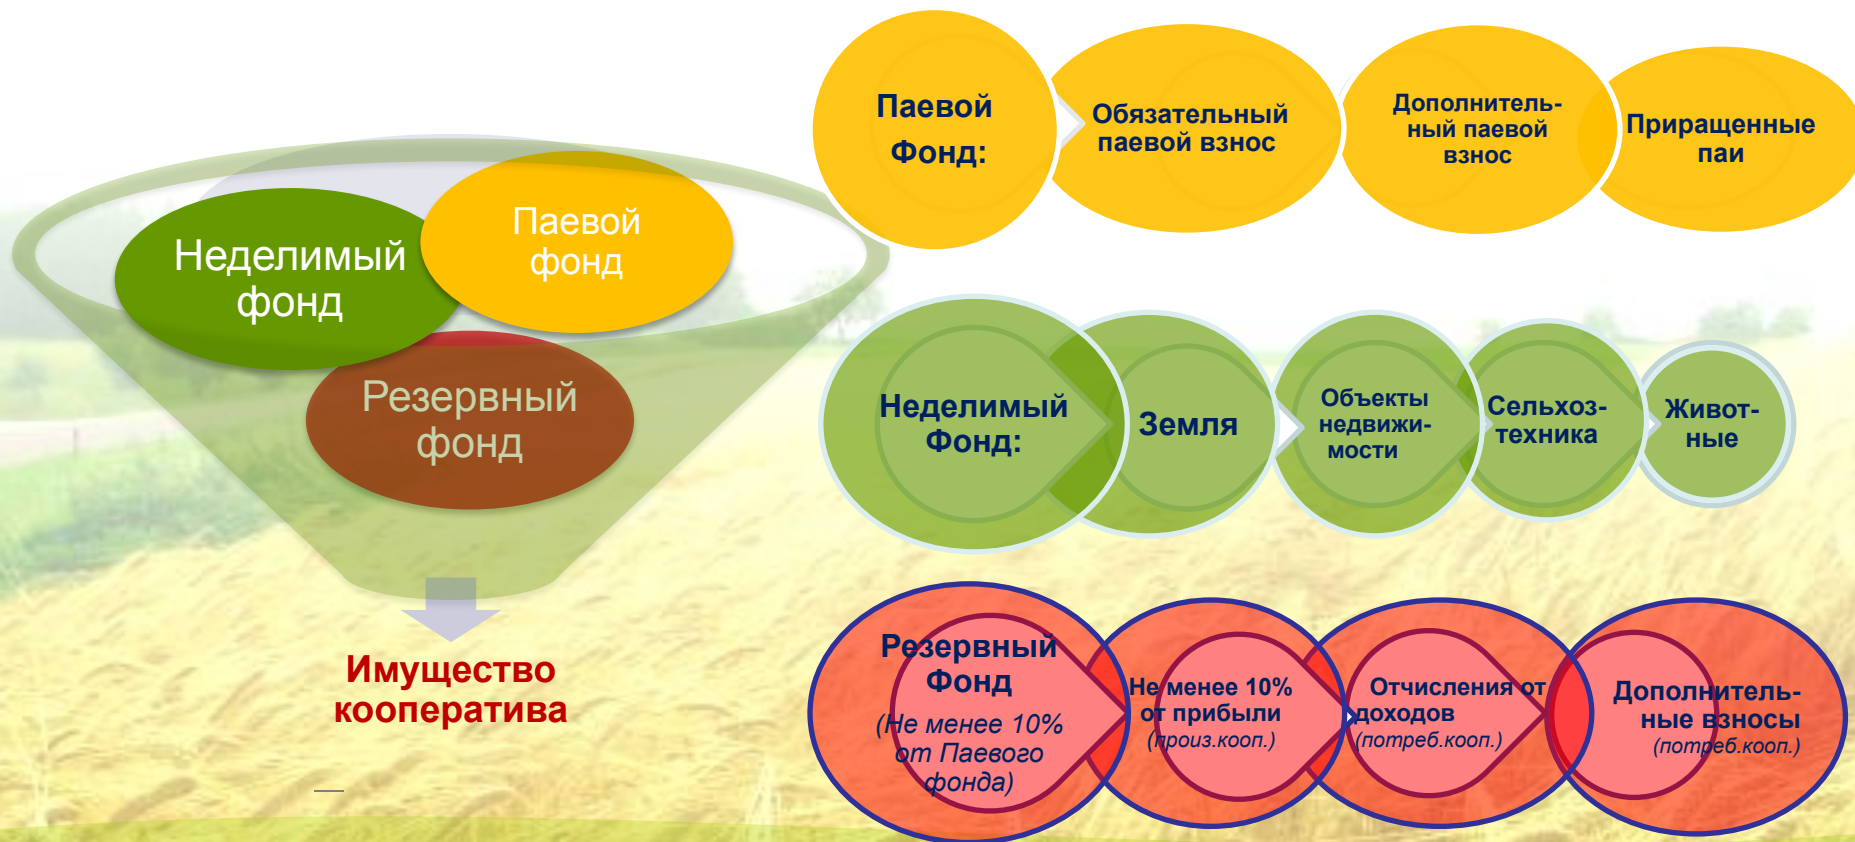 Неделимый
фонд
Паевой
фонд
Резервный
фонд
Имущество
кооператива
Паевой
Фонд:
Обязательный
паевой взнос
Дополнитель-
ный паевой
взнос
Приращенные
паи
Неделимый
Фонд:
Земля
Объекты
недвижи-
мости
Сельхоз-
техника
Живот-
ные
Резервный
Фонд
(Не менее 10%
от Паевого
фонда)
Не менее 10%
от прибыли
(произ.кооп.)
Отчисления от
доходов
(потреб.кооп.)
Дополнитель-
ные взносы
(потреб.кооп.)